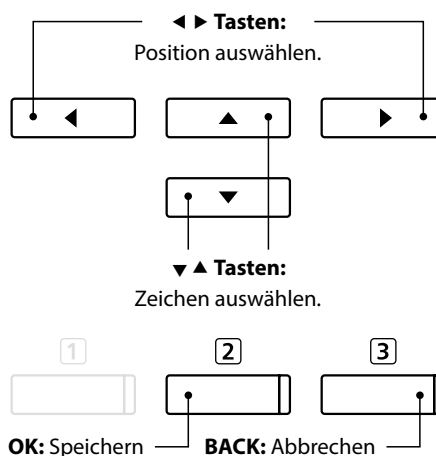 ◀ ▶ Tasten:
Position auswählen.
◀ ▲ ▶
▼
▼ ▲ Tasten:
Zeichen auswählen.
1 2 3
OK: Speichern BACK: Abbrechen